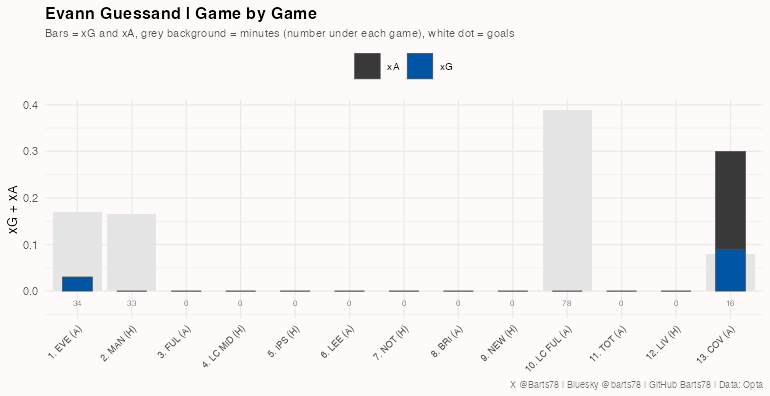 Evann Guessand | Game by Game
Bars = xG and xA, grey background = minutes (number under each game), white dot = goals
xA xG
xG + xA
0.4
0.3
0.2
0.1
0.0
34 33 0 0 0 0 0 0 0 78 0 0 16
1. EVE (A) 2. MAN (H) 3. FUL (A) 4. LC MID (H) 5. IPS (H) 6. LEE (A) 7. NOT (H) 8. BRI (A) 9. NEW (H) 10. LC FUL (A) 11. TOT (A) 12. LIV (H) 13. COV (A)
X @Barts78 | Bluesky @barts78 | GitHub Barts78 | Data: Opta